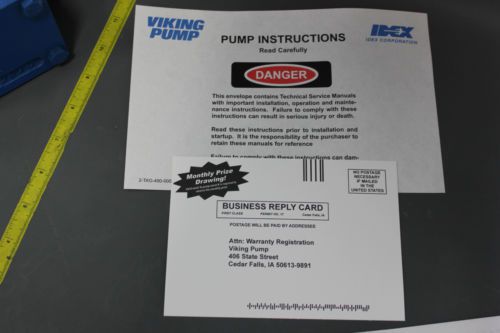 VIKING
PUMP
PUMP INSTRUCTIONS
Read Carefully
IDEX
IDEX CORPORATION
DANGER
This envelope contains Technical Service Manuals
with important installation, operation and mainte-
nance instructions. Failure to comply with these
instructions can result in serious injury or death.
Read these instructions prior to installation and
startup. It is the responsibility of the purchaser to
retain these manuals for reference
Failure to comply with these instructions can dam-
Monthly Prize
Drawing!
NO POSTAGE
NECESSARY
IF MAILED
IN THE
UNITED STATES
BUSINESS REPLY CARD
FIRST CLASS PERMIT NO. 17 Cedar Falls, IA
POSTAGE WILL BE PAID BY ADDRESSEE
Attn: Warranty Registration
Viking Pump
406 State Street
Cedar Falls, IA 50613-9891